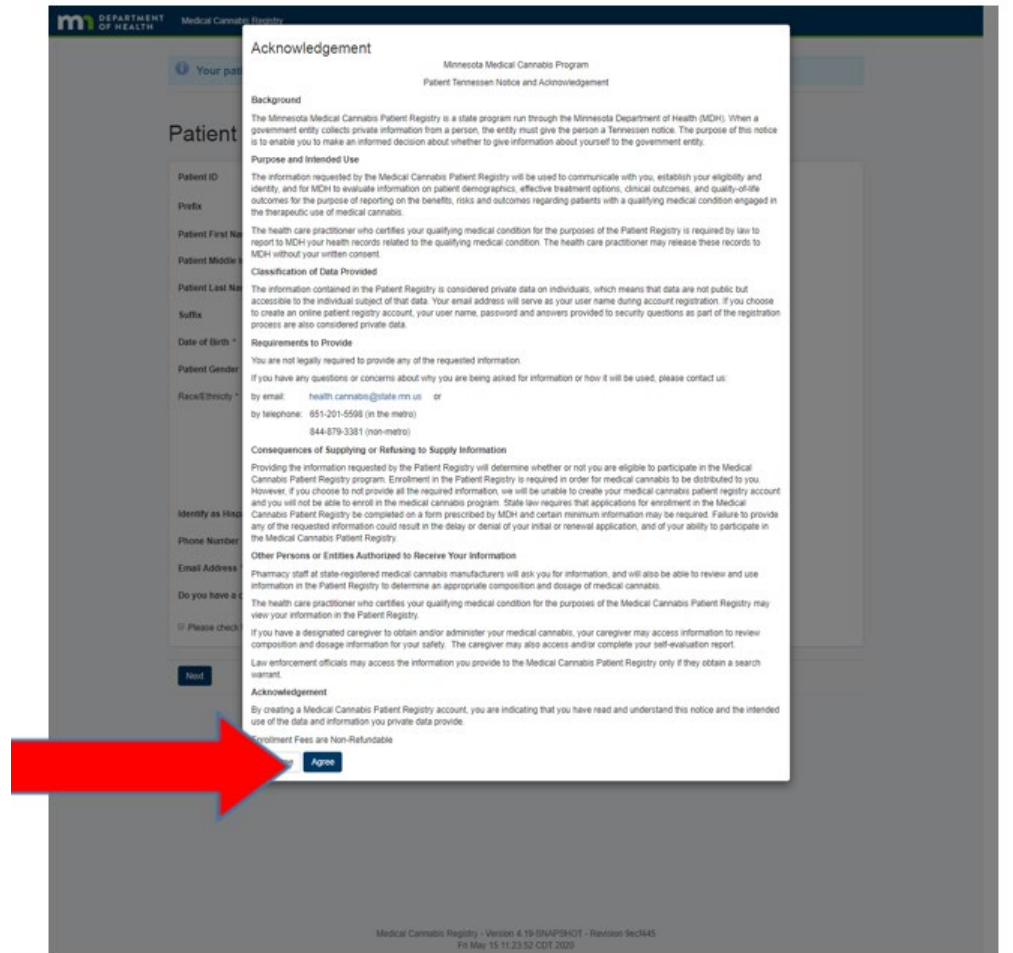 DEPARTMENT
OF HEALTH
Medical Cannabis Registry
Your pati
Patient
Patient ID
Prefix
Patient First Na
Patient Middle
Patient Last Na
Suffix
Date of Birth *
Patient Gender
Race/Ethnicity *
Identify as Hisp
Phone Number
Email Address
Do you have a
Please check
Next
Acknowledgement
Minnesota Medical Cannabis Program
Patient Tennessen Notice and Acknowledgement
Background
The Minnesota Medical Cannabis Patient Registry is a state program run through the Minnesota Department of Health (MDH). When a
government entity collects private information from a person, the entity must give the person a Tennessen notice. The purpose of this notice
is to enable you to make an informed decision about whether to give information about yourself to the government entity.
Purpose and Intended Use
The information requested by the Medical Cannabis Patient Registry will be used to communicate with you, establish your eligibility and
identity, and for MDH to evaluate information on patient demographics, effective treatment options, clinical outcomes, and quality-of-life
outcomes for the purpose of reporting on the benefits, risks and outcomes regarding patients with a qualifying medical condition engaged in
the therapeutic use of medical cannabis.
The health care practitioner who certifies your qualifying medical condition for the purposes of the Patient Registry is required by law to
report to MDH your health records related to the qualifying medical condition. The health care practitioner may release these records to
MDH without your written consent.
Classification of Data Provided
The information contained in the Patient Registry is considered private data on individuals, which means that data are not public but
accessible to the individual subject of that data. Your email address will serve as your user name during account registration. If you choose
to create an online patient registry account, your user name, password and answers provided to security questions as part of the registration
process are also considered private data.
Requirements to Provide
You are not legally required to provide any of the requested information.
If you have any questions or concerns about why you are being asked for information or how it will be used, please contact us:
by email: health.cannabis@state.mn.us or
by telephone: 651-201-5598 (in the metro)
844-879-3381 (non-metro)
Consequences of Supplying or Refusing to Supply Information
Providing the information requested by the Patient Registry will determine whether or not you are eligible to participate in the Medical
Cannabis Patient Registry program. Enrollment in the Patient Registry is required in order for medical cannabis to be distributed to you.
However, if you choose to not provide all the required information, we will be unable to create your medical cannabis patient registry account
and you will not be able to enroll in the medical cannabis program. State law requires that applications for enrollment in the Medical
Cannabis Patient Registry be completed on a form prescribed by MDH and certain minimum information may be required. Failure to provide
any of the requested information could result in the delay or denial of your initial or renewal application, and of your ability to participate in
the Medical Cannabis Patient Registry.
Other Persons or Entities Authorized to Receive Your Information
Pharmacy staff at state-registered medical cannabis manufacturers will ask you for information, and will also be able to review and use
information in the Patient Registry to determine an appropriate composition and dosage of medical cannabis.
The health care practitioner who certifies your qualifying medical condition for the purposes of the Medical Cannabis Patient Registry may
view your information in the Patient Registry.
If you have a designated caregiver to obtain and/or administer your medical cannabis, your caregiver may access information to review
composition and dosage information for your safety. The caregiver may also access and/or complete your self-evaluation report.
Law enforcement officials may access the information you provide to the Medical Cannabis Patient Registry only if they obtain a search
warrant.
Acknowledgement
By creating a Medical Cannabis Patient Registry account, you are indicating that you have read and understand this notice and the intended
use of the data and information you private data provide.
Enrollment Fees are Non-Refundable
Agree
Medical Cannabis Registry - Version 4.19-SNAPSHOT - Revision 9ecf445
Fri May 15 11:23:52 CDT 2020